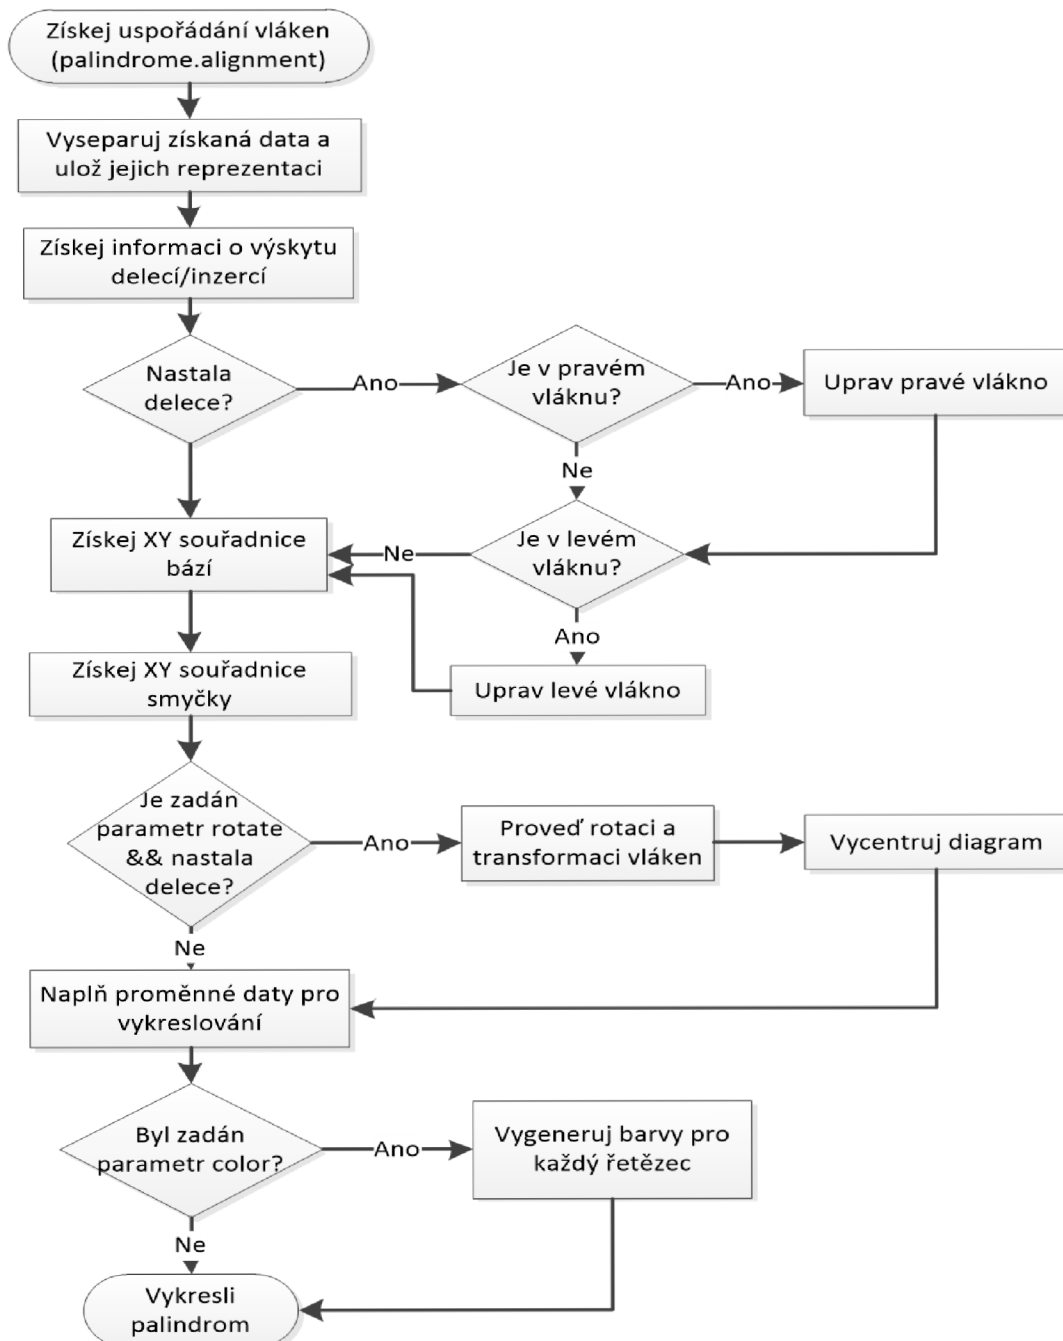 Získej uspořádání vláken
(palindrome.alignment)
Vyseparuj získaná data a
ulož jejich reprezentaci
Získej informaci o výskytu
delecí/inzercí
Nastala
delece?
Ano
Je v pravém
vláknu?
Ano
Uprav pravé vlákno
Ne
Získej XY souřadnice
bází
Ne
Je v levém
vláknu?
Ano
Uprav levé vlákno
Získej XY souřadnice
smyčky
Je zadán
parametr rotate
&& nastala
delece?
Ano
Proveď rotaci a
transformaci vláken
Vycentruj diagram
Ne
Naplň proměnné daty pro
vykreslování
Byl zadán
parametr color?
Ano
Vygeneruj barvy pro
každý řetězec
Ne
Vykresli
palindrom